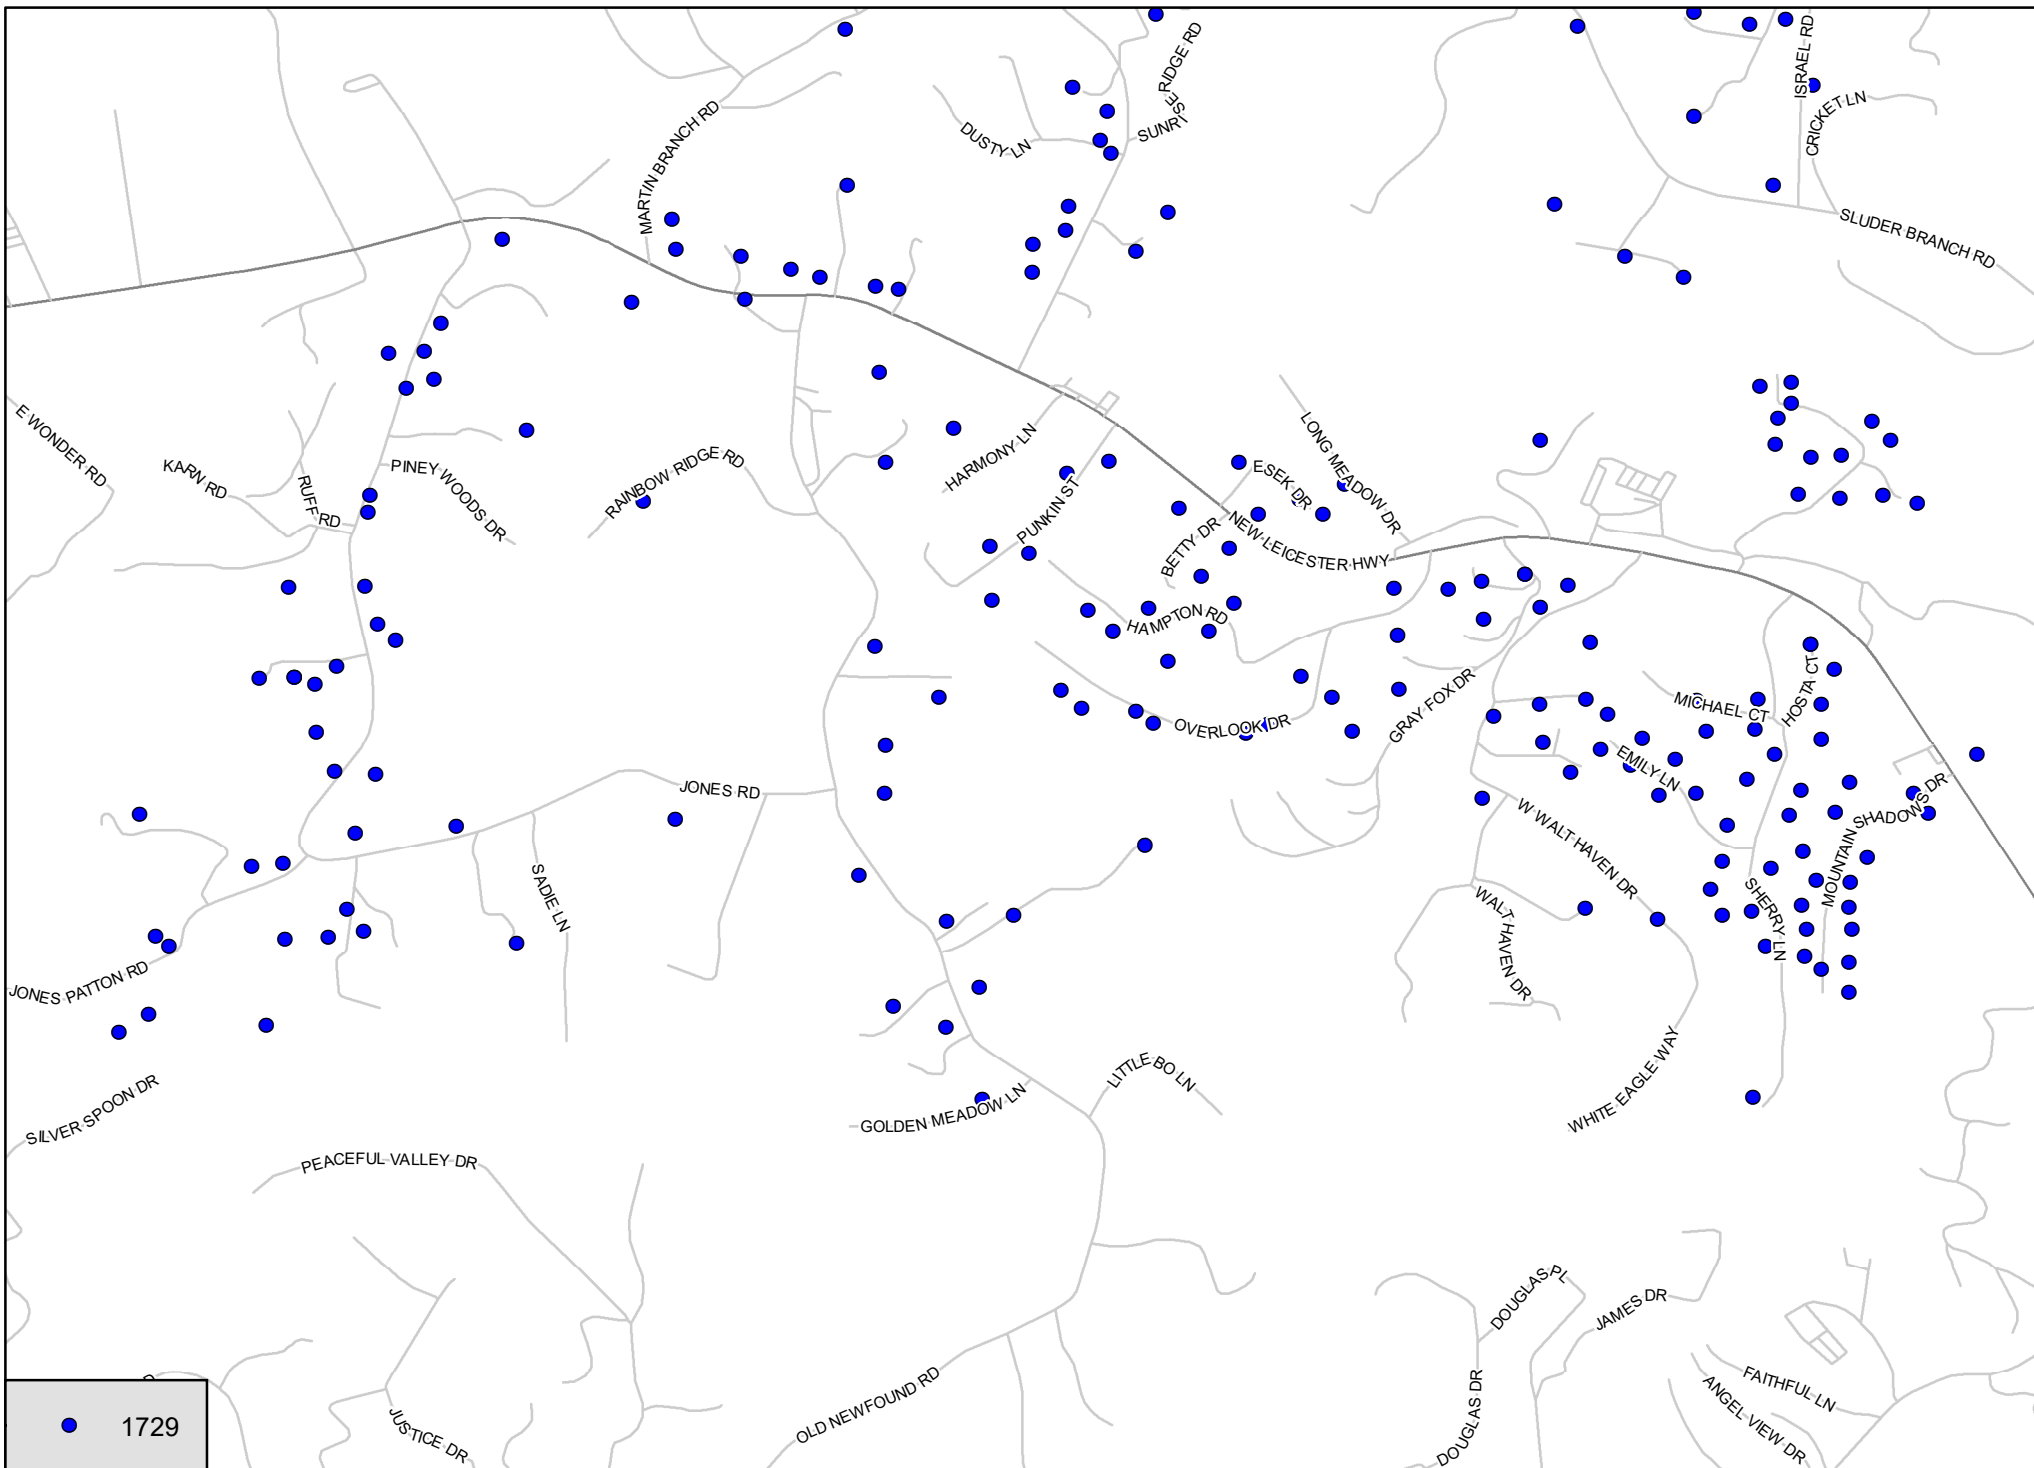 RIDGE RD
SUNRISE
ISRAEL RD
CRICKET LN
MARTIN BRANCH RD
DUSTY LN
SLUDER BRANCH RD
E WONDER RD
KARN RD
RUFF RD
PINEY WOODS DR
RAINBOW RIDGE RD
HARMONY LN
PUNKIN ST
LONG MEADOW DR
ESEK DR
BETTY DR
NEW LEICESTER HWY
HAMPTON RD
OVERLOOK DR
GRAY FOX DR
MICHAEL CT
HOSTA CT
EMILY LN
JONES RD
W WALT HAVEN DR
MOUNTAIN SHADOWS DR
SADIE LN
WALT HAVEN DR
SHERRY LN
JONES PATTON RD
WHITE EAGLE WAY
SILVER SPOON DR
LITTLE BO LN
GOLDEN MEADOW LN
PEACEFUL VALLEY DR
DOUGLAS PL
JAMES DR
OLD NEWFOUND RD
DOUGLAS DR
FAITHFUL LN
ANGEL VIEW DR
JUSTICE DR
1729